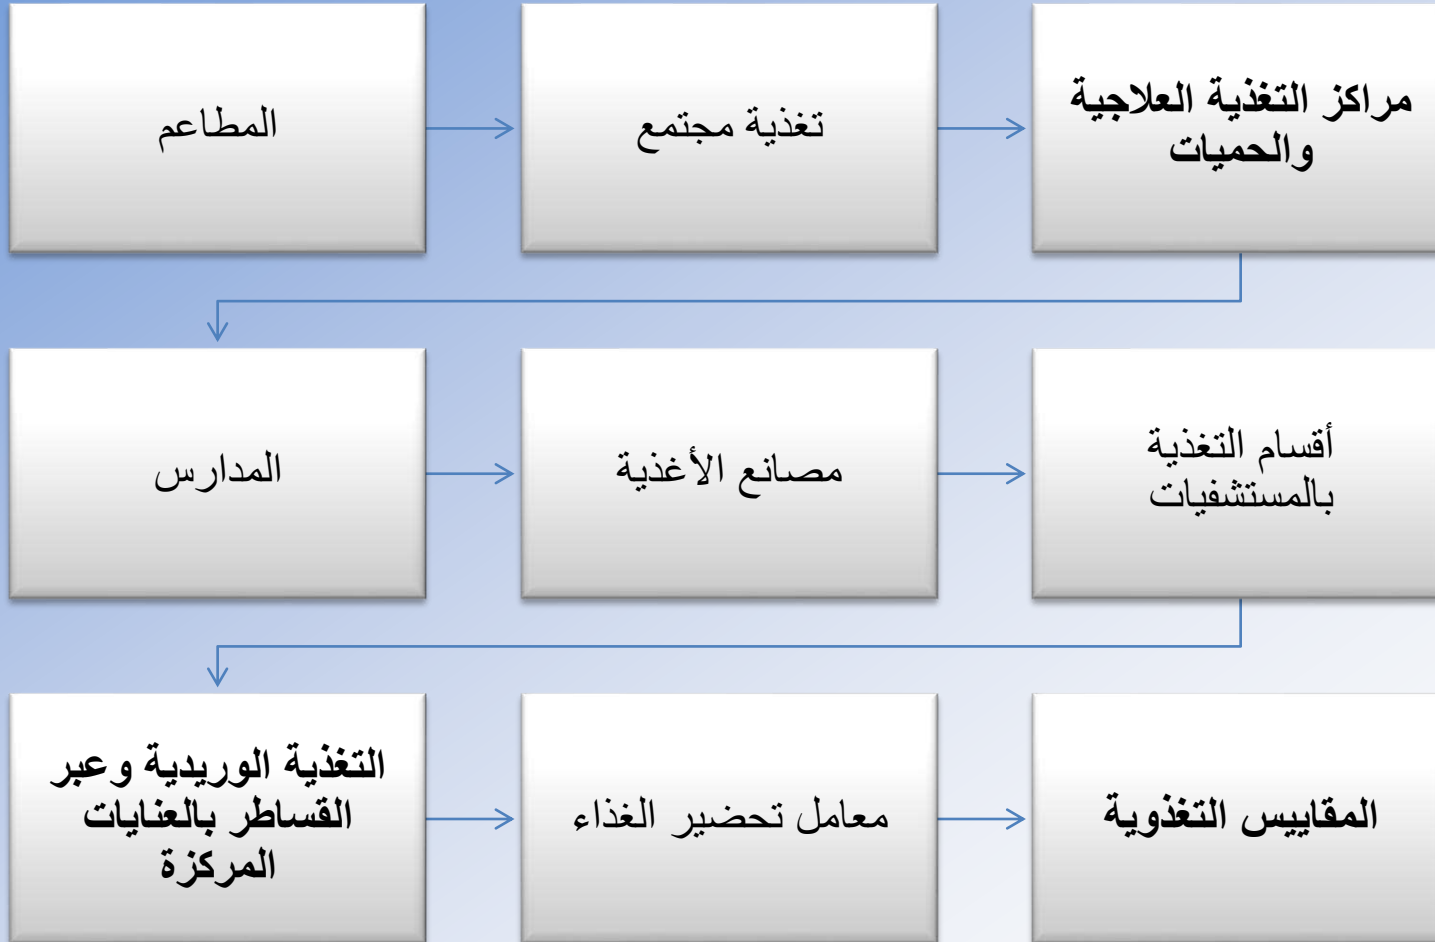 المطاعم
تغذية مجتمع
مراكز التغذية العلاجية
والحميات
المدارس
مصانع الأغذية
أقسام التغذية
بالمستشفيات
التغذية الوريدية وعبر
القساطر بالعنايات
المركزة
معامل تحضير الغذاء
المقاييس التغذوية